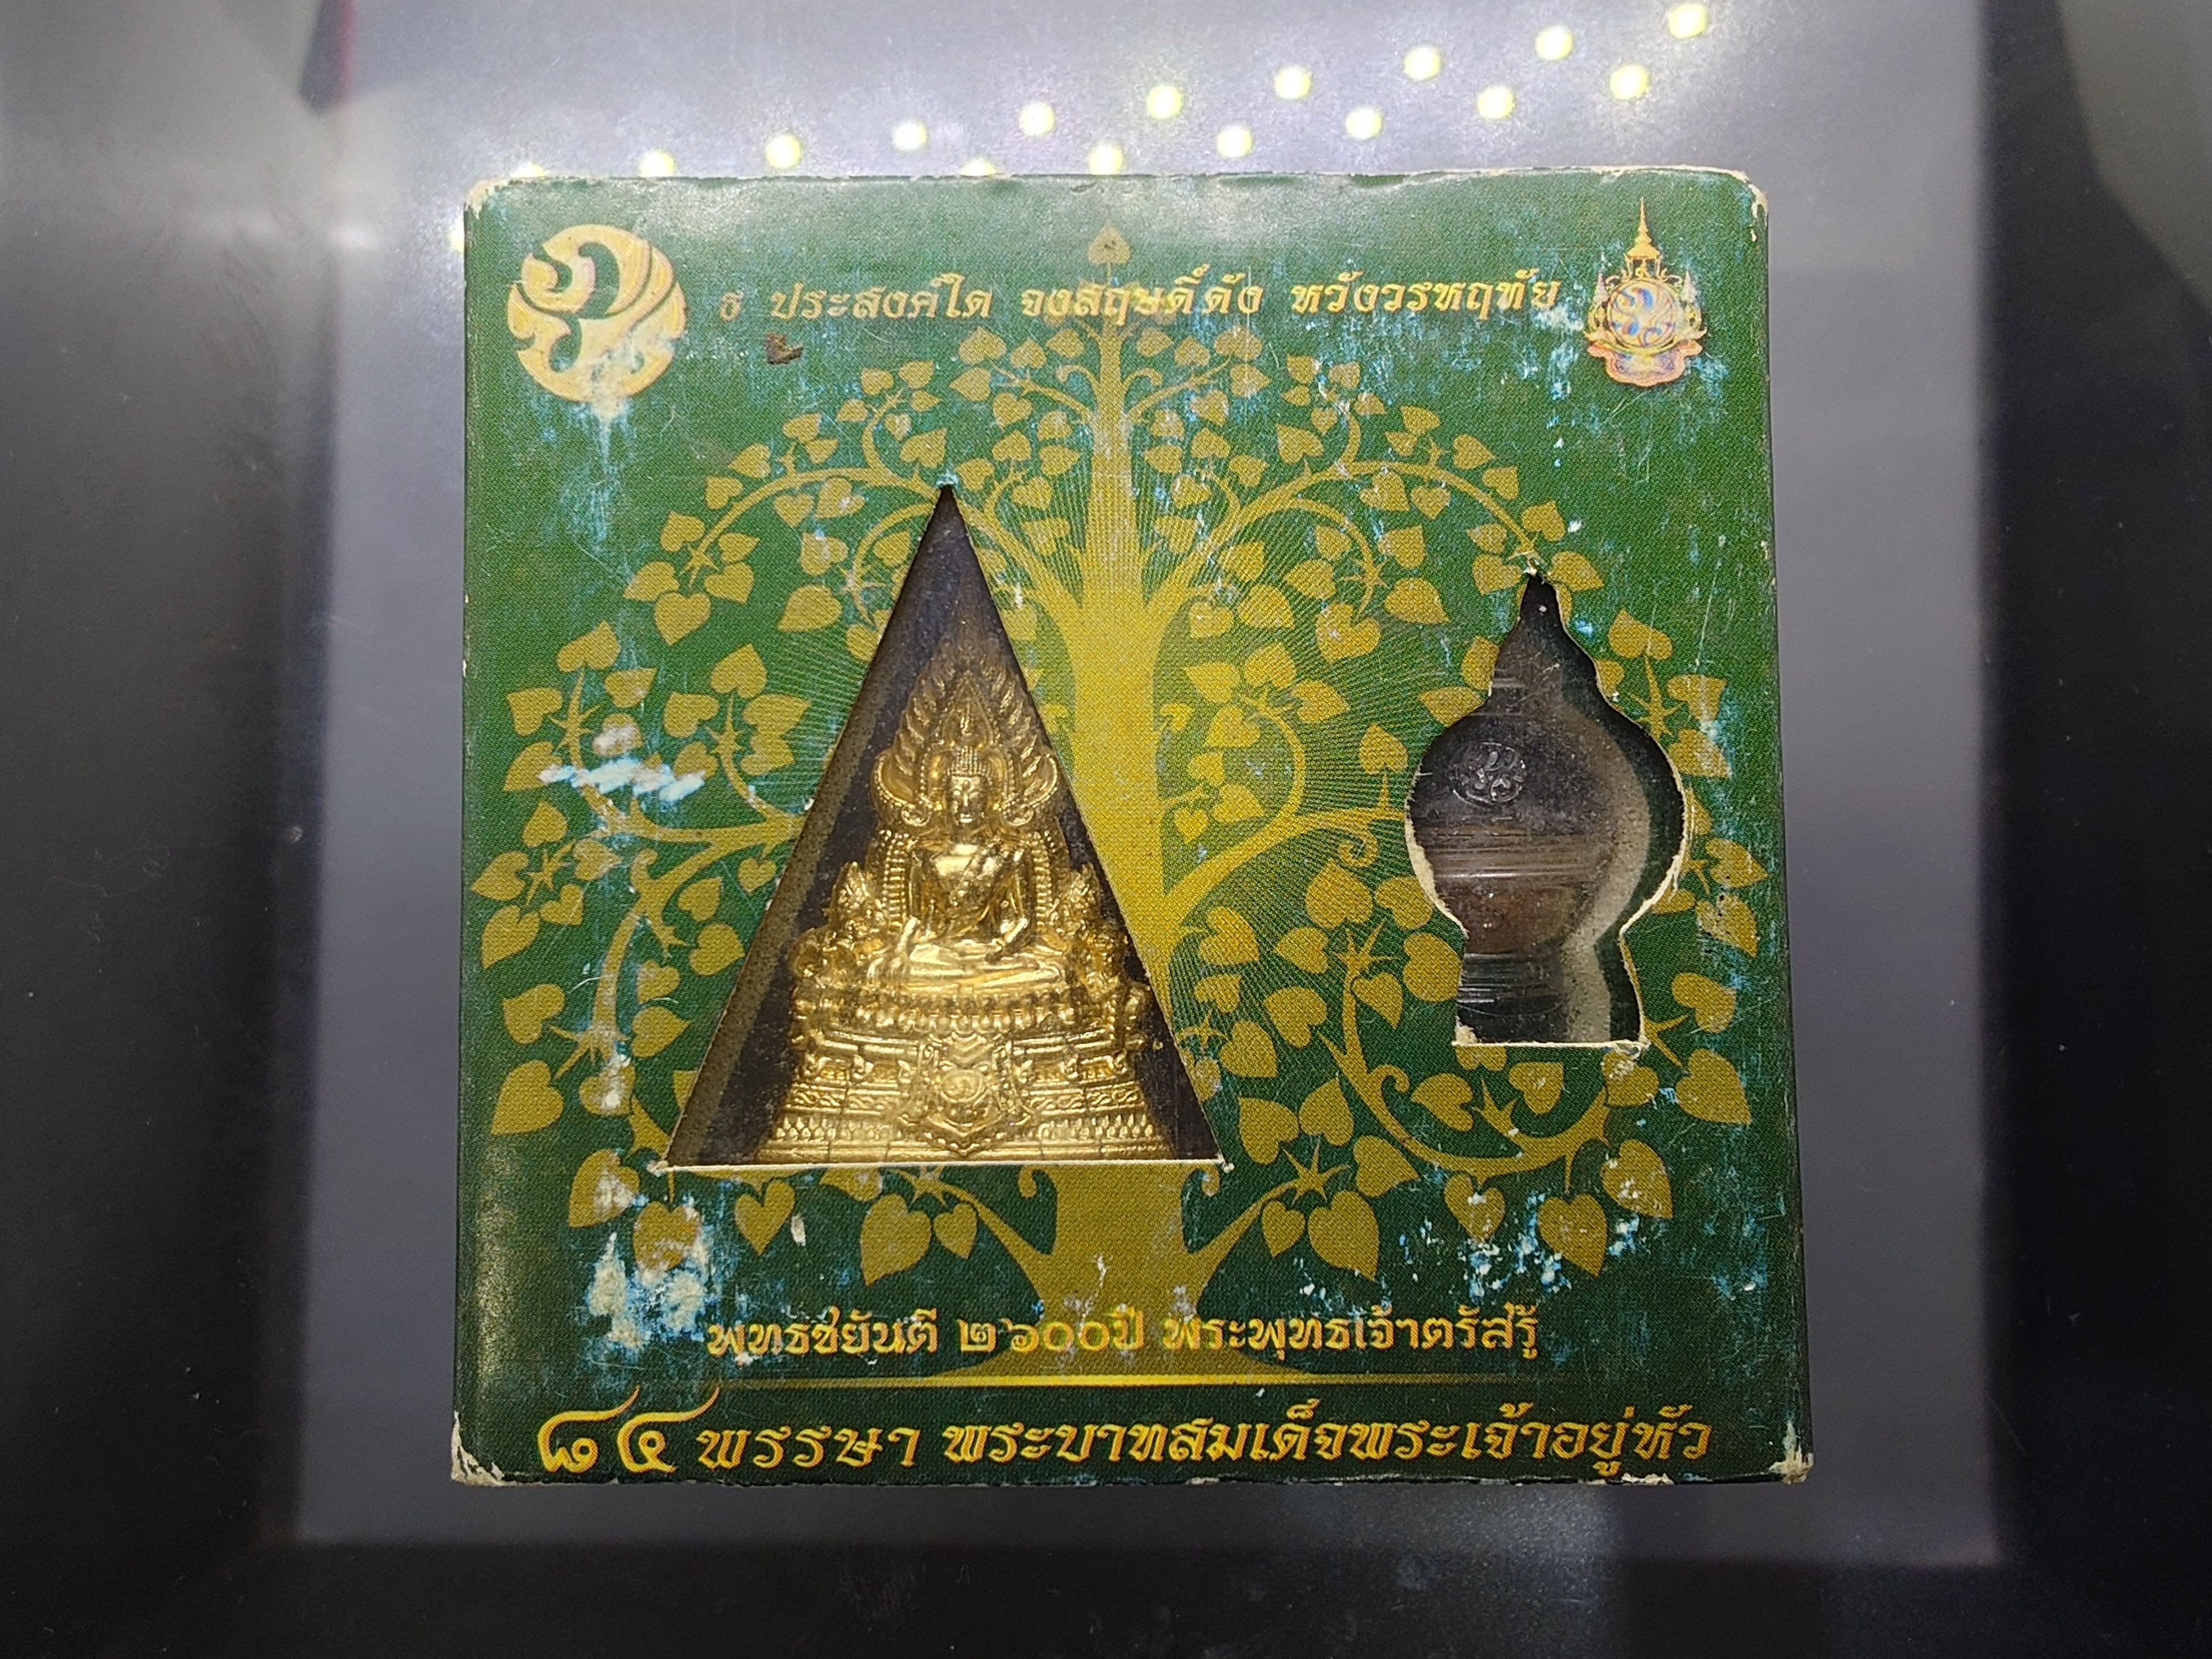 ธ ประสงค์ใด จงสฤษดิ์ดัง หวังวรหฤทัย
พุทธชยันตี ๒๖๐๐ปี พระพุทธเจ้าตรัสรู้
๘๔ พรรษา พระบาทสมเด็จพระเจ้าอยู่หัว